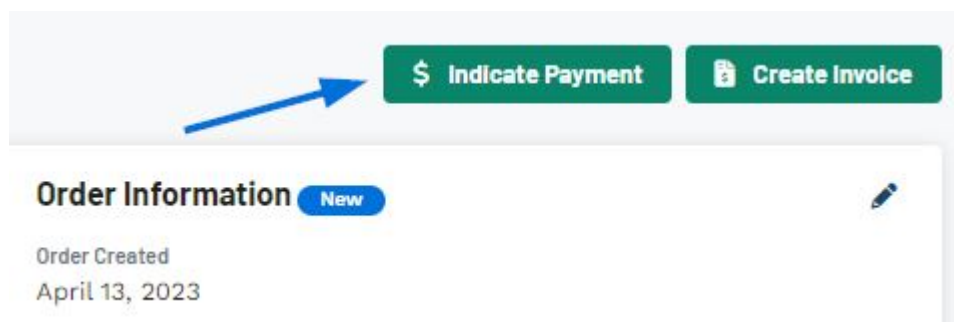 $ Indicate Payment
Create Invoice
Order Information New
Order Created
April 13, 2023